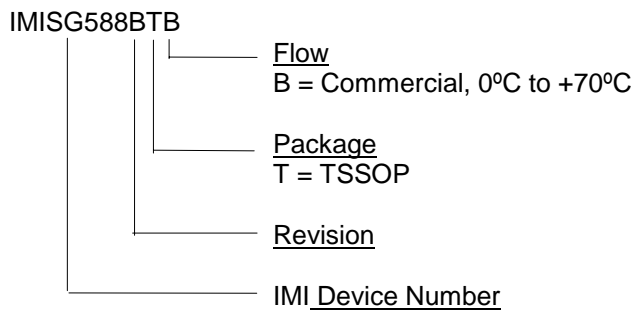 IMISG588BTB
Flow
B = Commercial, 0ºC to +70ºC
Package
T = TSSOP
Revision
IMI Device Number